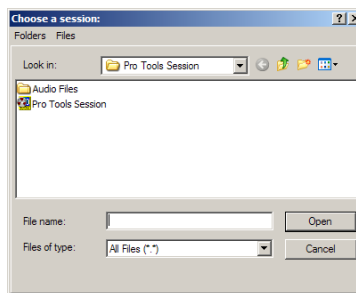 Choose a session:
Folders Files
Look in: Pro Tools Session
Audio Files
Pro Tools Session
File name: Open
Files of type: All Files (*.*) Cancel